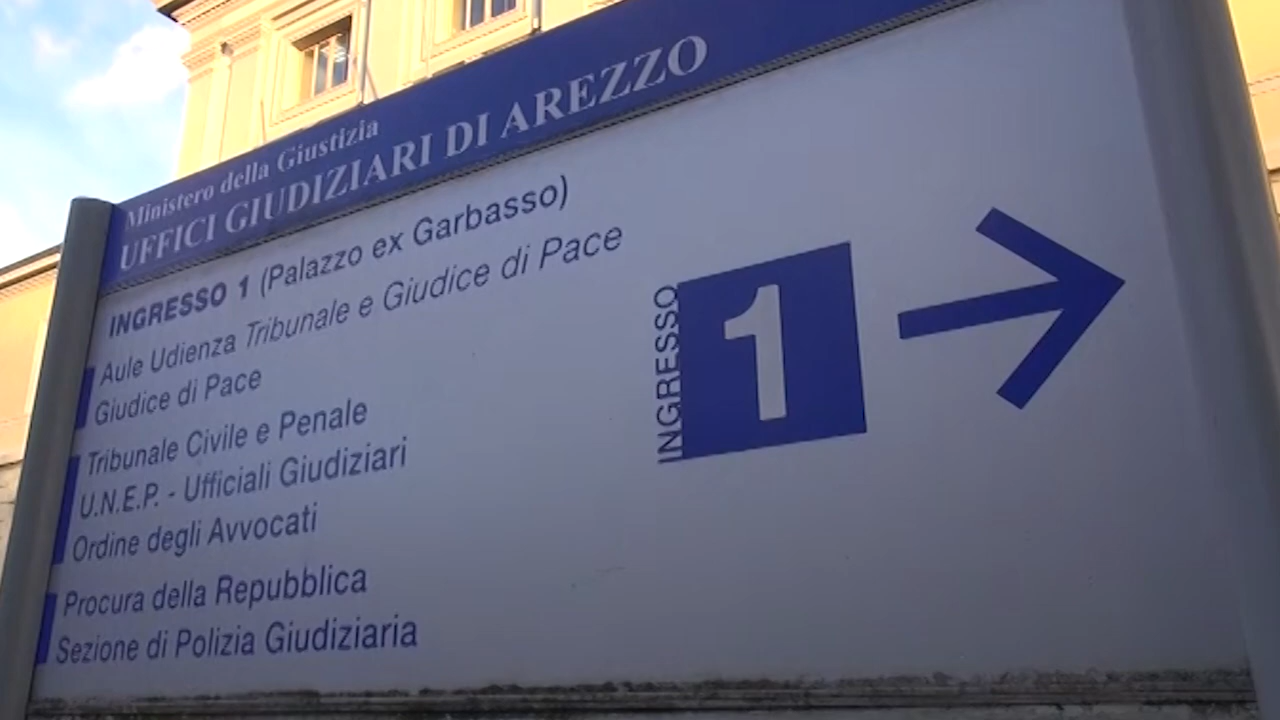 Ministero della Giustizia
UFFICI GIUDIZIARI DI AREZZO
INGRESSO 1 (Palazzo ex Garbasso)
Aule Udienza Tribunale e Giudice di Pace
Giudice di Pace
Tribunale Civile e Penale
U.N.E.P. - Ufficiali Giudiziari
Ordine degli Avvocati
Procura della Repubblica
Sezione di Polizia Giudiziaria
INGRESSO
1